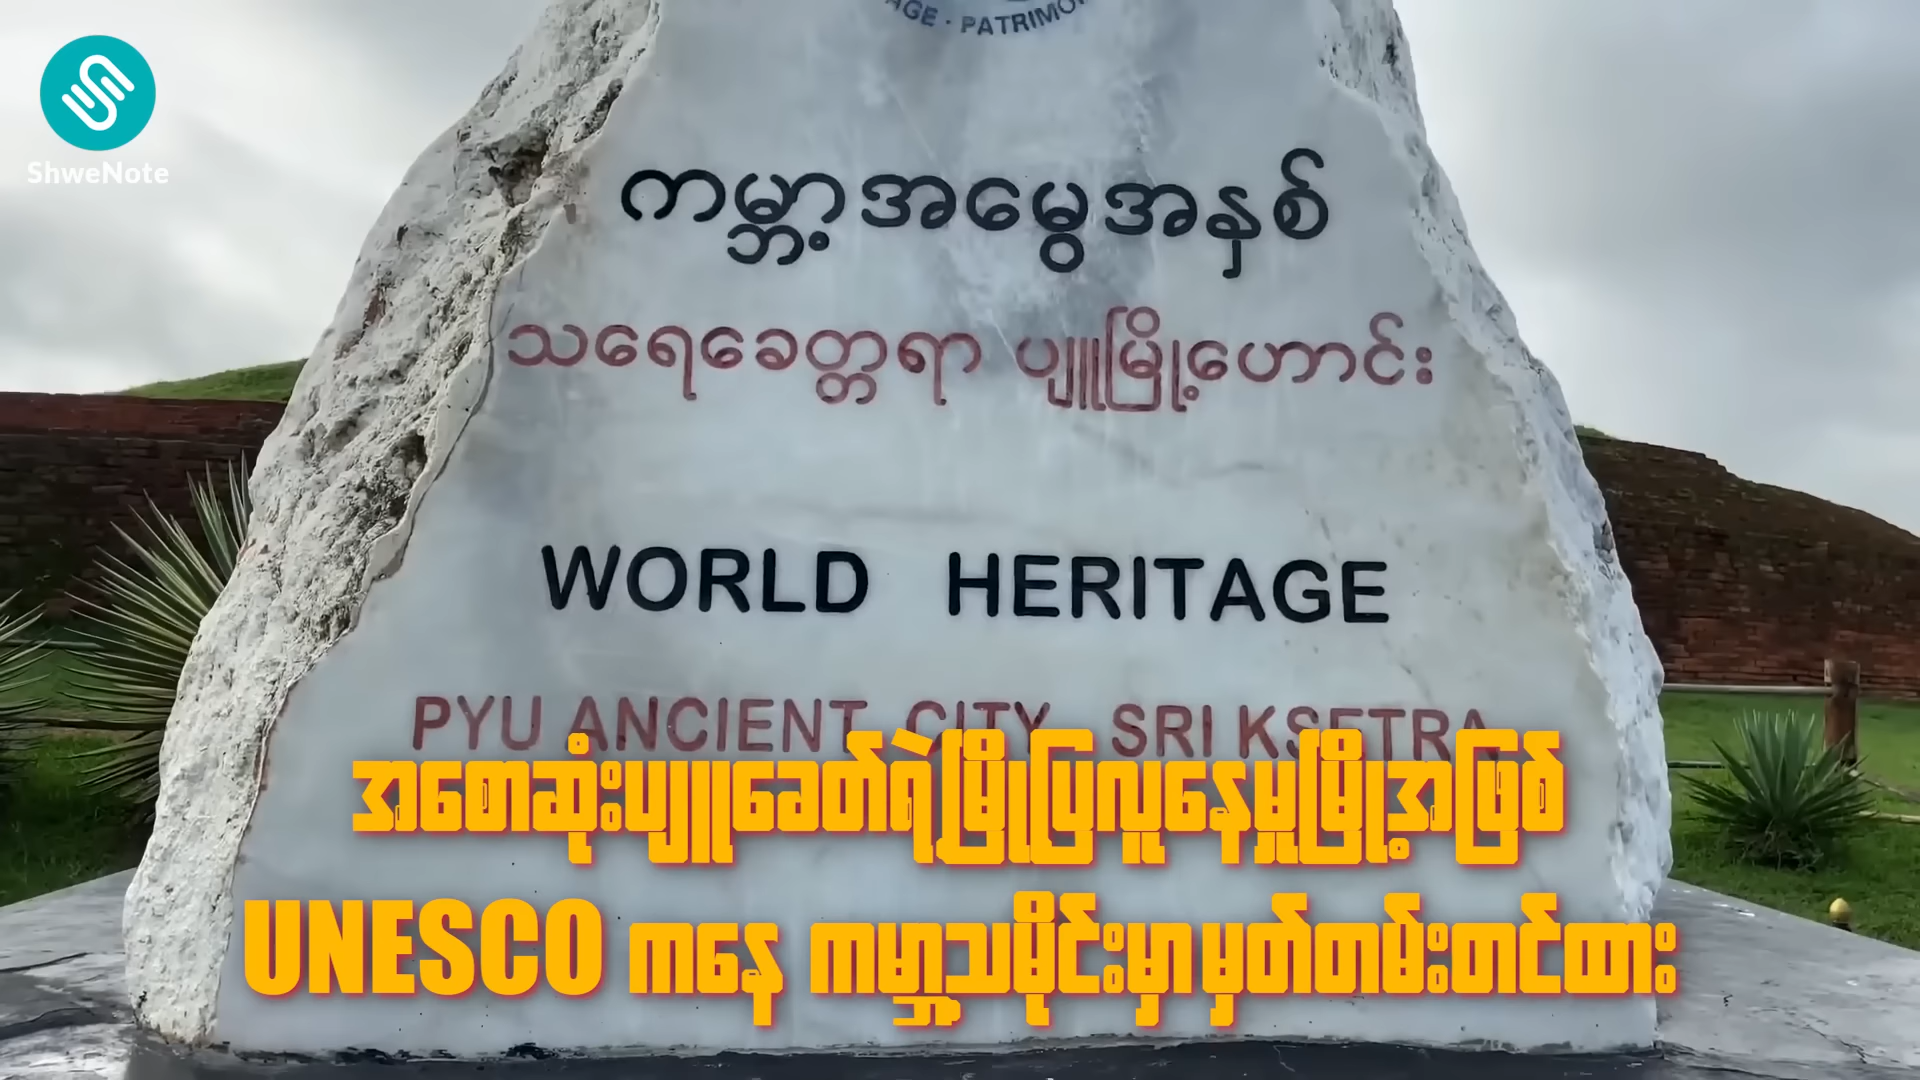 ShweNote
AGE · PATRIMO
ကမ္ဘာ့အမွေအနှစ်
သရေခေတ္တရာ ပျူမြို့ဟောင်း
WORLD HERITAGE
PYU ANCIENT CITY SRI KSETRA
အစောဆုံးပျူခေတ်ရဲ့မြို့ပြလူနေမှုမြို့အဖြစ်
UNESCO ကနေ ကမ္ဘာ့သမိုင်းမှာမှတ်တမ်းတင်ထား